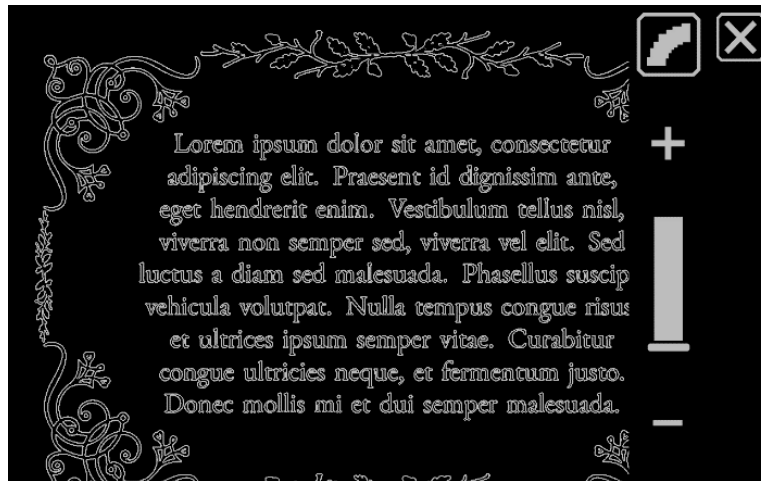 Lorem ipsum dolor sit amet, consectetur
adipiscing elit. Praesent id dignissim ante,
eget hendrerit enim. Vestibulum tellus nisl,
viverra non semper sed, viverra vel elit. Sed
luctus a diam sed malesuada. Phasellus suscip
vehicula volutpat. Nulla tempus congue risus
et ultrices ipsum semper vitae. Curabitur
congue ultricies neque, et fermentum justo.
Donec mollis mi et dui semper malesuada.